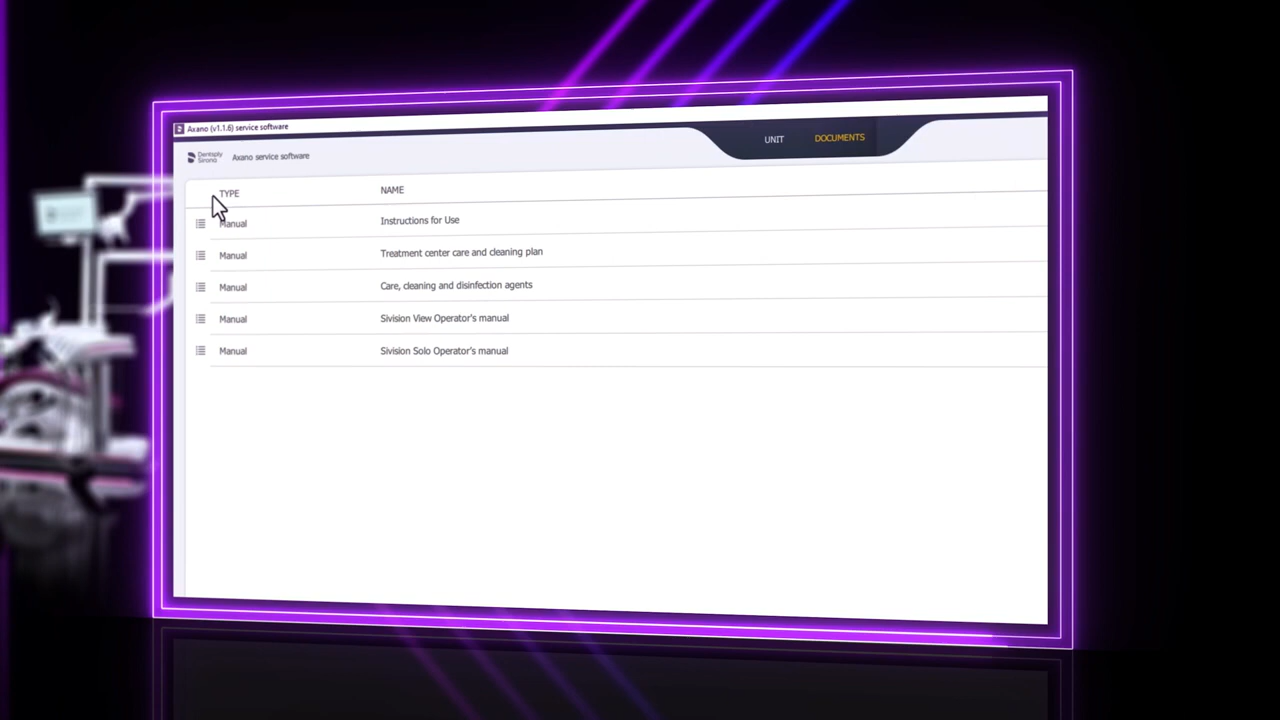 Axano (v1.1.6) service software
Dentsply
Sirona
Axano service software
UNIT DOCUMENTS
TYPE NAME
Manual Instructions for Use
Manual Treatment center care and cleaning plan
Manual Care, cleaning and disinfection agents
Manual Sivision View Operator's manual
Manual Sivision Solo Operator's manual